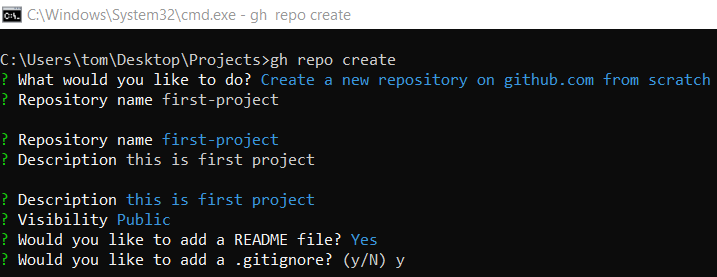 C:\Windows\System32\cmd.exe - gh repo create
C:\Users\tom\Desktop\Projects>gh repo create
? What would you like to do? Create a new repository on github.com from scratch
? Repository name first-project
? Repository name first-project
? Description this is first project
? Description this is first project
? Visibility Public
? Would you like to add a README file? Yes
? Would you like to add a .gitignore? (y/N) y